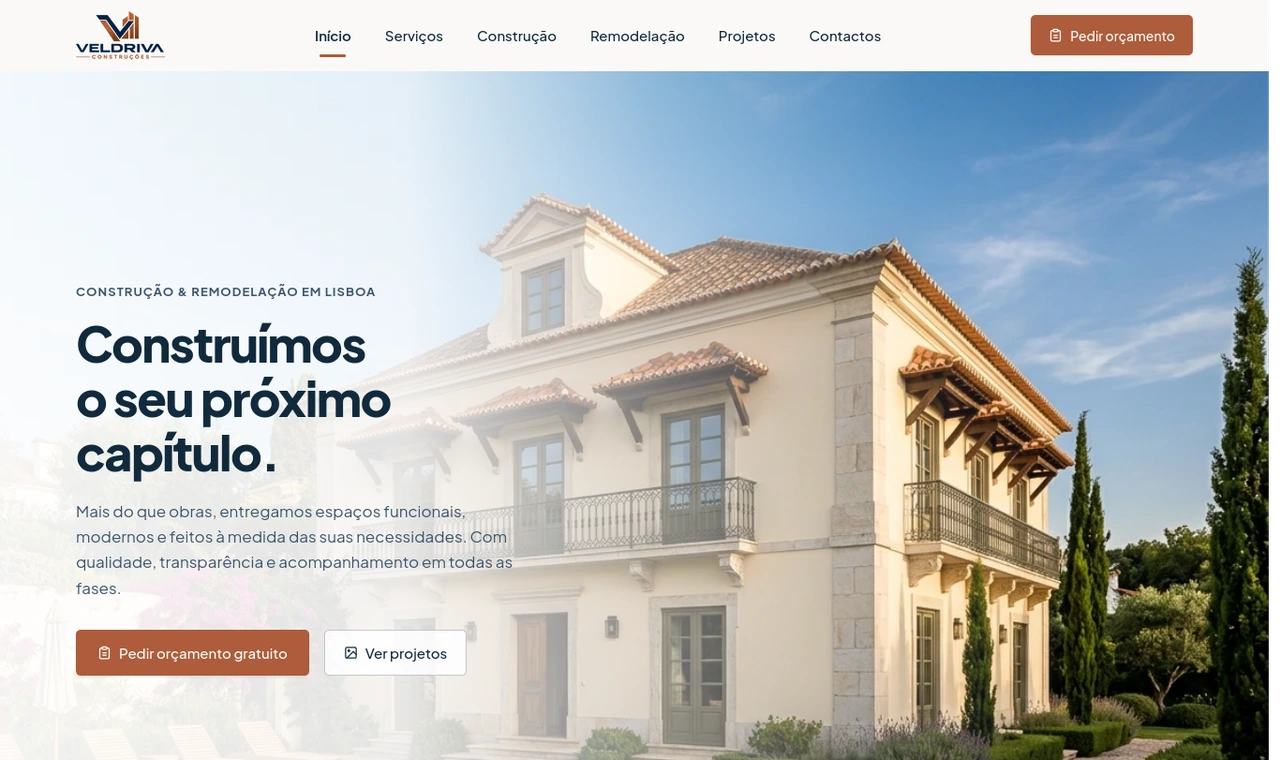 VELDRIVA
CONSTRUÇÕES
Início
Serviços
Construção
Remodelação
Projetos
Contactos
Pedir orçamento
CONSTRUÇÃO & REMODELAÇÃO EM LISBOA
Construímos
o seu próximo
capítulo.
Mais do que obras, entregamos espaços funcionais,
modernos e feitos à medida das suas necessidades. Com
qualidade, transparência e acompanhamento em todas as
fases.
Pedir orçamento gratuito
Ver projetos